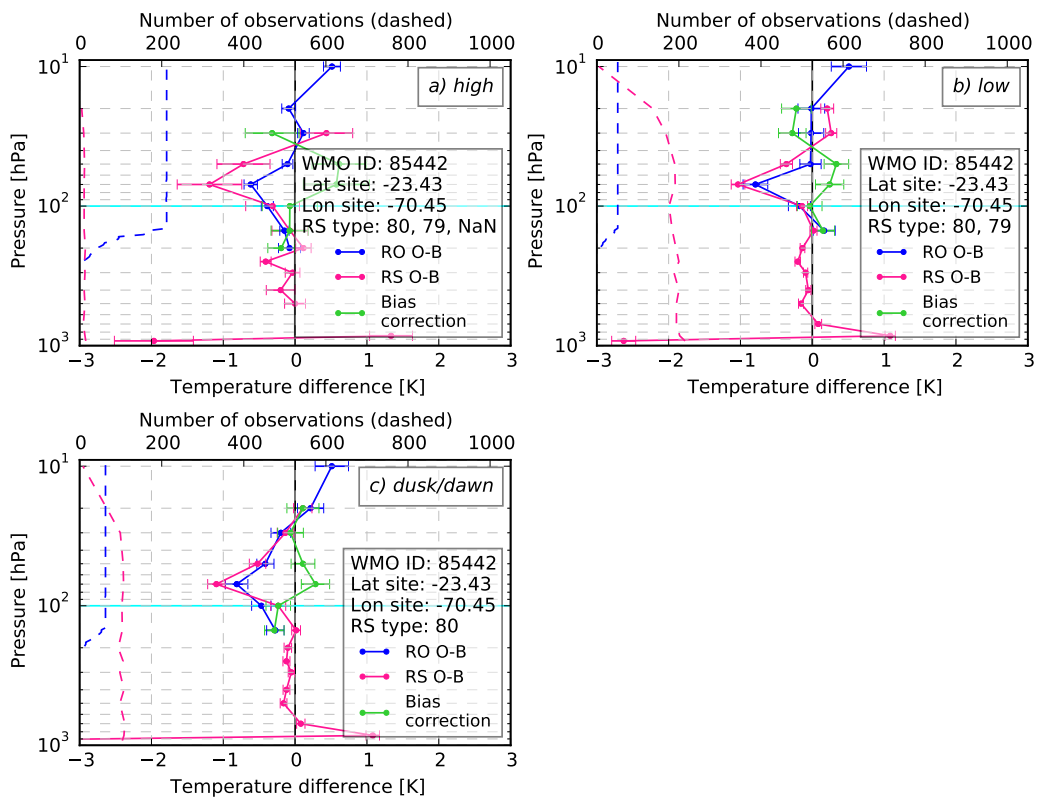 Number of observations (dashed)
0 200 400 600 800 1000
10¹
a) high
WMO ID: 85442
Lat site: -23.43
Lon site: -70.45
RS type: 80, 79, NaN
RO O-B
RS O-B
Bias
correction
Pressure [hPa]
10²
10³
−3 −2 −1 0 1 2 3
Temperature difference [K]
Number of observations (dashed)
0 200 400 600 800 1000
10¹
b) low
WMO ID: 85442
Lat site: -23.43
Lon site: -70.45
RS type: 80, 79
RO O-B
RS O-B
Bias
correction
Pressure [hPa]
10²
10³
−3 −2 −1 0 1 2 3
Temperature difference [K]
Number of observations (dashed)
0 200 400 600 800 1000
10¹
c) dusk/dawn
WMO ID: 85442
Lat site: -23.43
Lon site: -70.45
RS type: 80
RO O-B
RS O-B
Bias
correction
Pressure [hPa]
10²
10³
−3 −2 −1 0 1 2 3
Temperature difference [K]